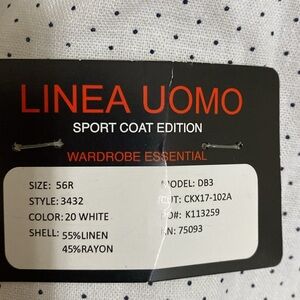 LINEA UOMO
SPORT COAT EDITION
WARDROBE ESSENTIAL
SIZE: 56R
STYLE: 3432
COLOR: 20 WHITE
SHELL: 55%LINEN
45%RAYON
MODEL: DB3
CKX17-102A
K113259
75093